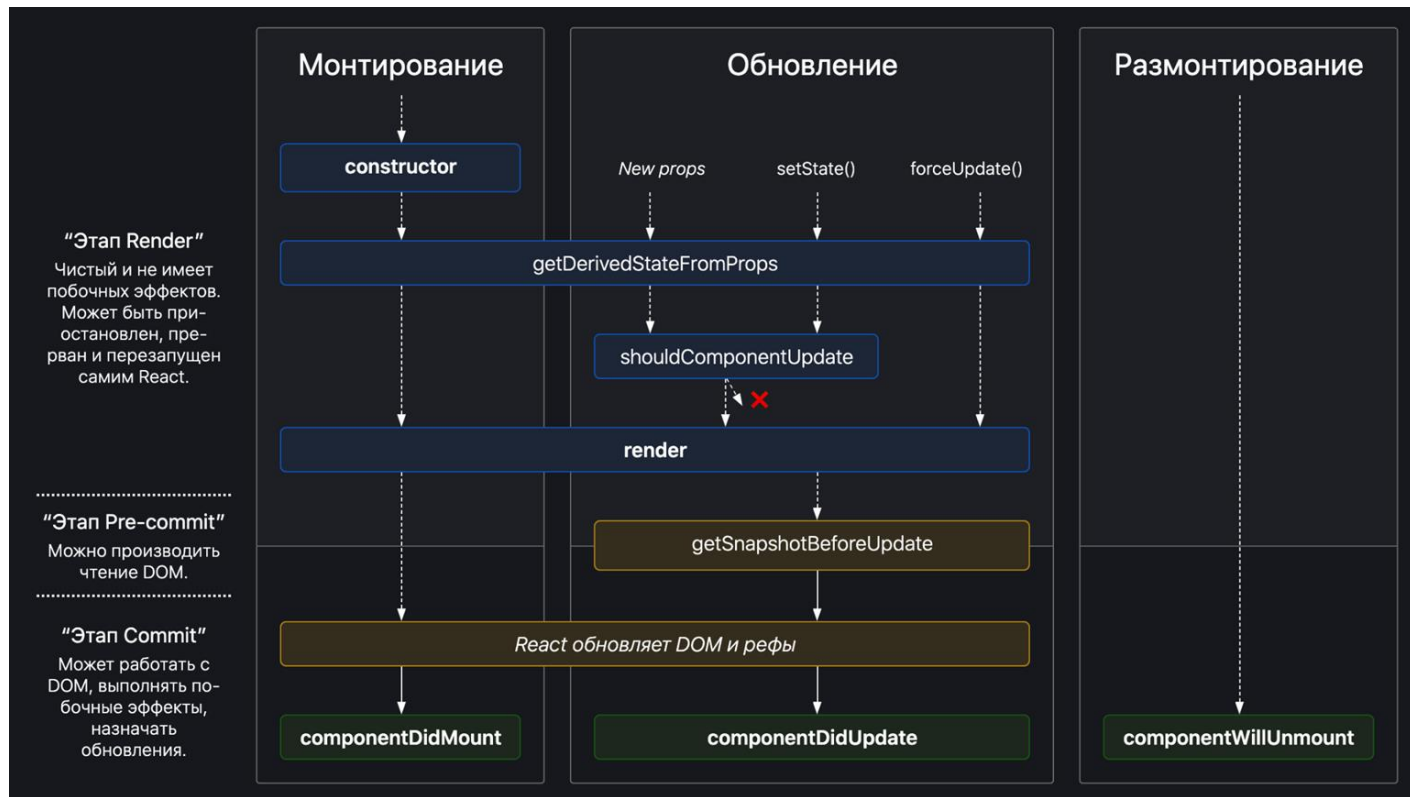 Монтирование
Обновление
Размонтирование
constructor
New props
setState()
forceUpdate()
“Этап Render”
Чистый и не имеет
побочных эффектов.
Может быть при-
остановлен, пре-
рван и перезапущен
самим React.
getDerivedStateFromProps
shouldComponentUpdate
render
“Этап Pre-commit”
Можно производить
чтение DOM.
getSnapshotBeforeUpdate
“Этап Commit”
Может работать с
DOM, выполнять по-
бочные эффекты,
назначать
обновления.
React обновляет DOM и рефы
componentDidMount
componentDidUpdate
componentWillUnmount